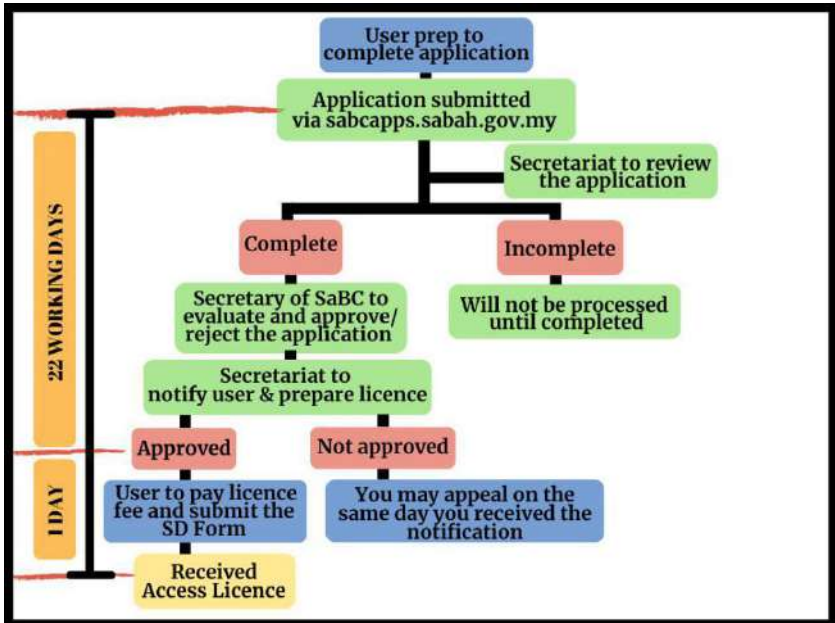 User prep to
complete application
Application submitted
via sabcapps.sabah.gov.my
Secretariat to review
the application
Complete
Incomplete
Secretary of SaBC to
evaluate and approve/
reject the application
Will not be processed
until completed
Secretariat to
notify user & prepare licence
22 WORKING DAYS
Approved
Not approved
1 DAY
User to pay licence
fee and submit the
SD Form
You may appeal on the
same day you received the
notification
Received
Access Licence